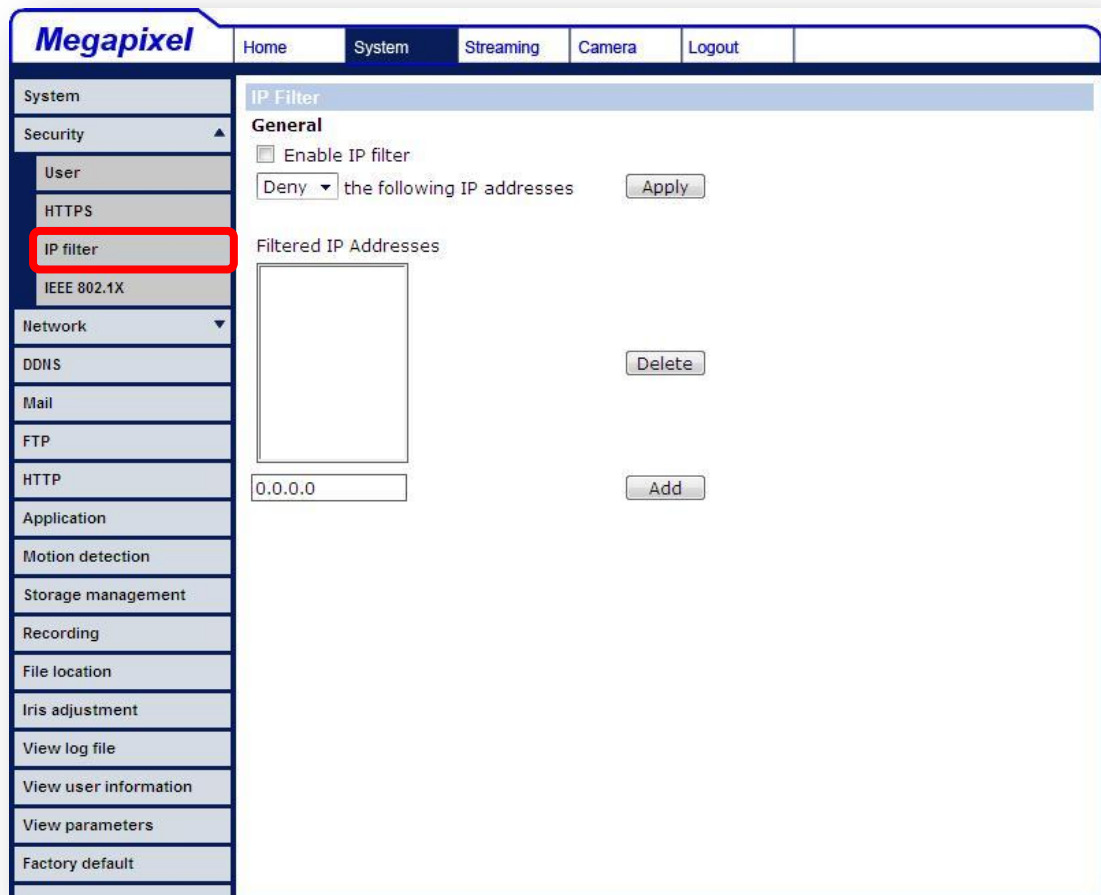 Megapixel
Home System Streaming Camera Logout
System
Security
User
HTTPS
IP filter
IEEE 802.1X
Network
DDNS
Mail
FTP
HTTP
Application
Motion detection
Storage management
Recording
File location
Iris adjustment
View log file
View user information
View parameters
Factory default
IP Filter
General
Enable IP filter
Deny the following IP addresses Apply
Filtered IP Addresses
Delete
0.0.0.0 Add